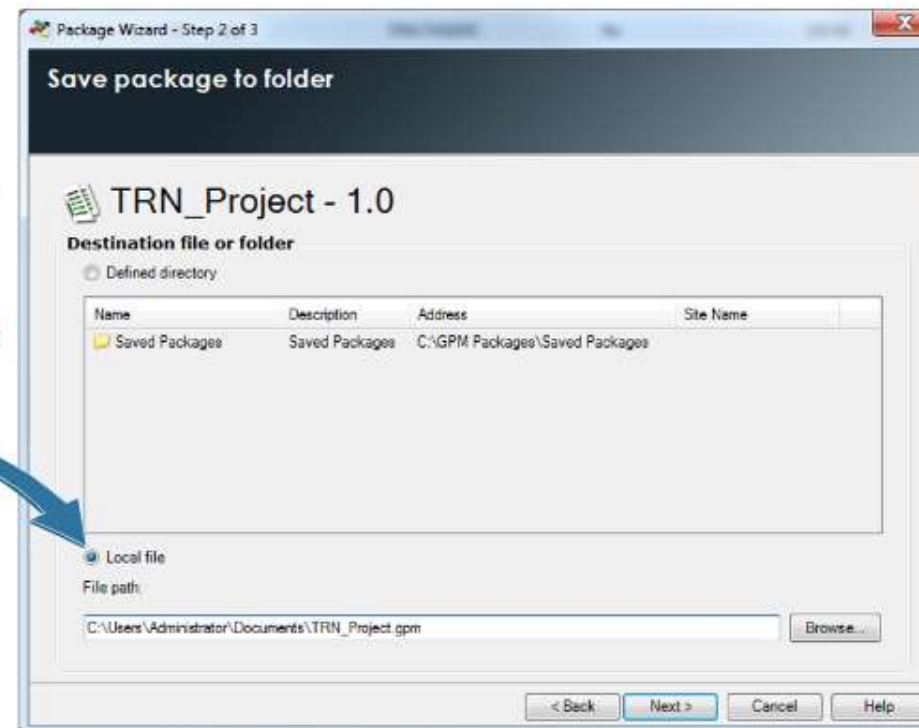 Package Wizard - Step 2 of 3
Save package to folder
TRN_Project - 1.0
Destination file or folder
Defined directory
Name Description Address Site Name
Saved Packages Saved Packages C:\GPM Packages\Saved Packages
Local file
File path:
C:\Users\Administrator\Documents\TRN_Project.gpm
Browse...
< Back Next > Cancel Help